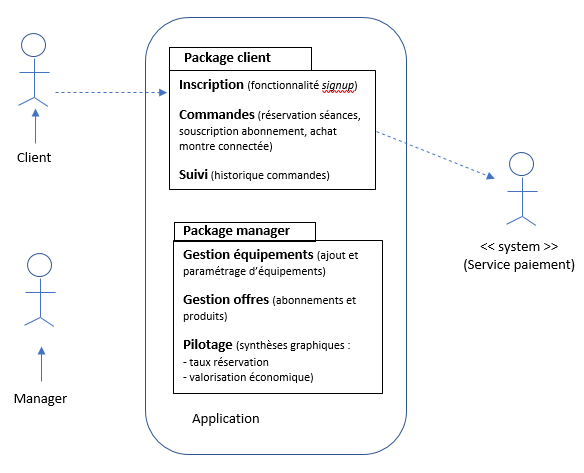 Package client
Inscription (fonctionnalité signup)
Commandes (réservation séances,
souscription abonnement, achat
montre connectée)
Suivi (historique commandes)
Client
<< system >>
(Service paiement)
Package manager
Gestion équipements (ajout et
paramétrage d'équipements)
Gestion offres (abonnements et
produits)
Pilotage (synthèses graphiques :
- taux réservation
- valorisation économique)
Manager
Application